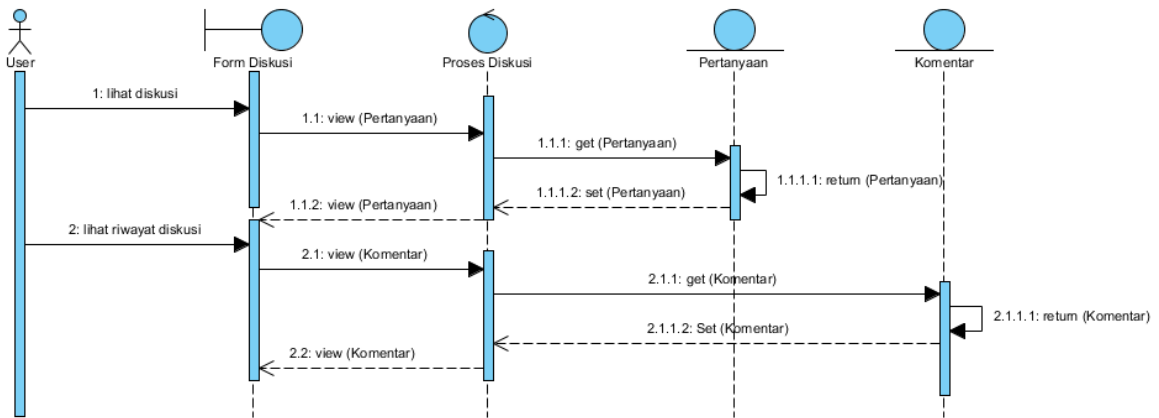 User
Form Diskusi
Proses Diskusi
Pertanyaan
Komentar
1: lihat diskusi
1.1: view (Pertanyaan)
1.1.1: get (Pertanyaan)
1.1.1.1: return (Pertanyaan)
1.1.1.2: set (Pertanyaan)
1.1.2: view (Pertanyaan)
2: lihat riwayat diskusi
2.1: view (Komentar)
2.1.1: get (Komentar)
2.1.1.1: return (Komentar)
2.1.1.2: Set (Komentar)
2.2: view (Komentar)